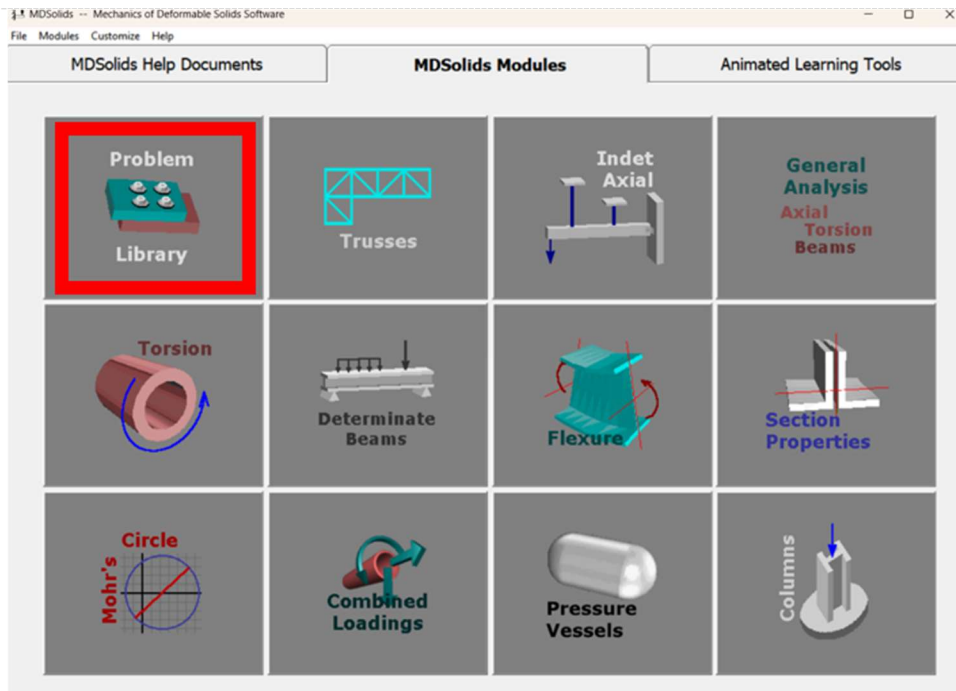 MDSolids -- Mechanics of Deformable Solids Software
File Modules Customize Help
MDSolids Help Documents
MDSolids Modules
Animated Learning Tools
Problem
Library
Trusses
Indet
Axial
General
Analysis
Axial
Torsion
Beams
Torsion
Determinate
Beams
Flexure
Section
Properties
Mohr's
Circle
Combined
Loadings
Pressure
Vessels
Columns